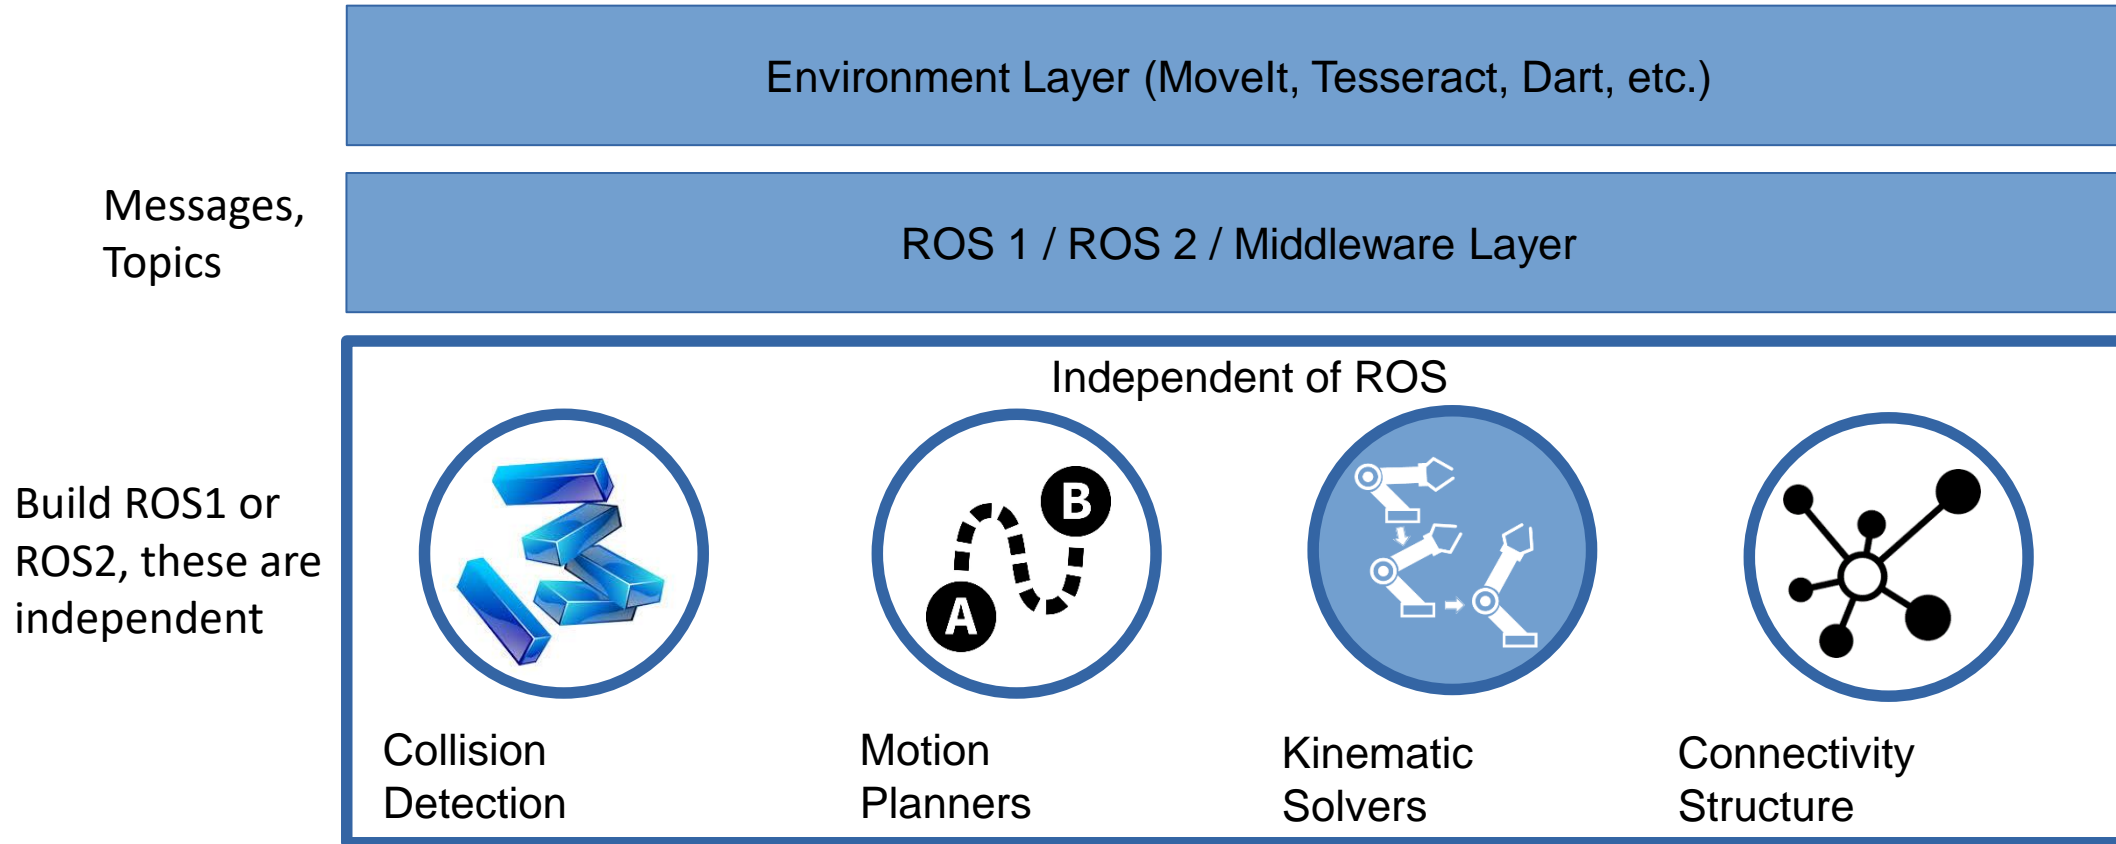 Environment Layer (MoveIt, Tesseract, Dart, etc.)
Messages,
Topics
ROS 1 / ROS 2 / Middleware Layer
Independent of ROS
Build ROS1 or
ROS2, these are
independent
A
B
Collision
Detection
Motion
Planners
Kinematic
Solvers
Connectivity
Structure